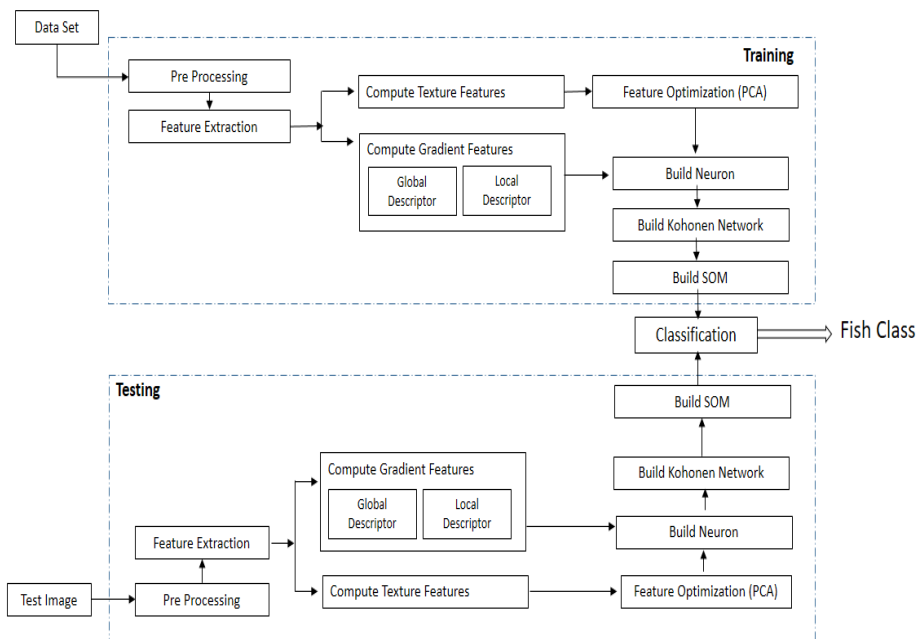 Data Set
Training
Pre Processing
Compute Texture Features
Feature Optimization (PCA)
Feature Extraction
Compute Gradient Features
Global
Descriptor
Local
Descriptor
Build Neuron
Build Kohonen Network
Build SOM
Classification
Fish Class
Testing
Build SOM
Compute Gradient Features
Global
Descriptor
Local
Descriptor
Build Kohonen Network
Build Neuron
Feature Extraction
Compute Texture Features
Feature Optimization (PCA)
Test Image
Pre Processing